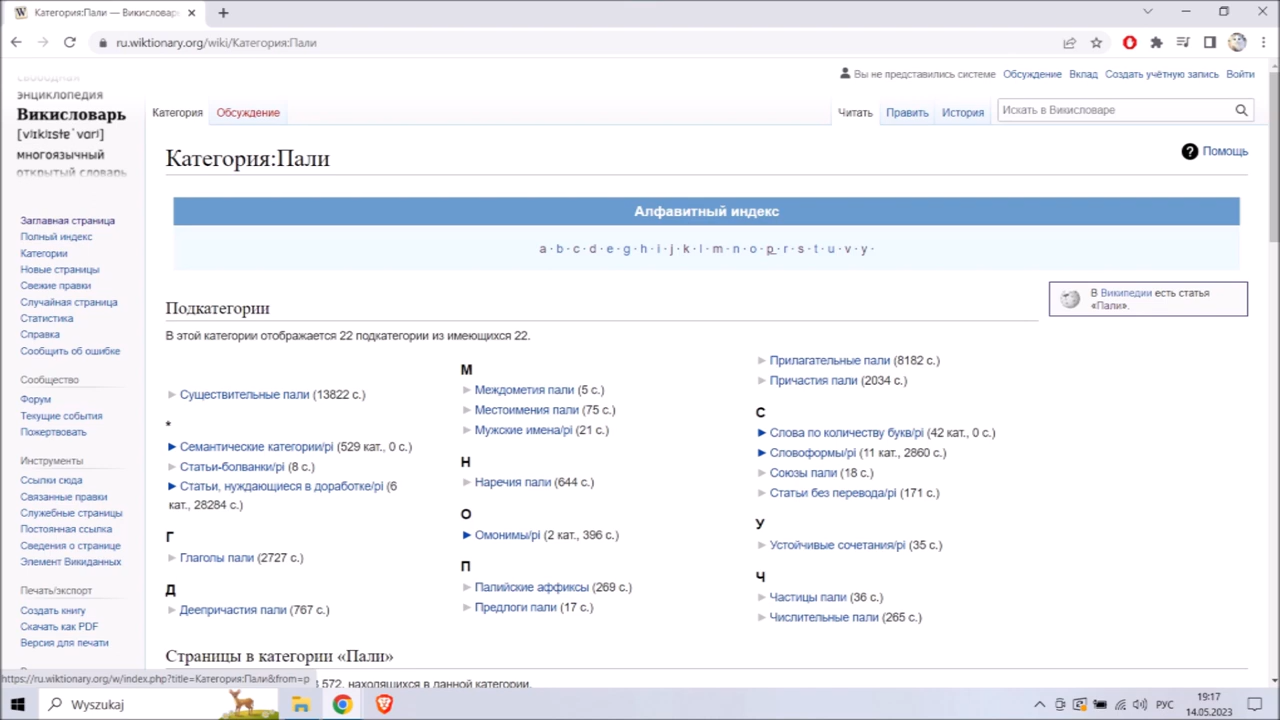 Категория:Пали — Викисловарь
ru.wiktionary.org/wiki/Категория:Пали
Вы не представились системе Обсуждение Вклад Создать учётную запись Войти
свободная
энциклопедия
Викисловарь
[vʲɪkʲɪsɫɐˈvarʲ]
многоязычный
открытый словарь
Категория Обсуждение
Читать Править История Искать в Викисловаре
Категория:Пали
Помощь
Алфавитный индекс
a · b · c · d · e · g · h · i · j · k · l · m · n · o · p · r · s · t · u · v · y ·
Заглавная страница
Полный индекс
Категории
Новые страницы
Свежие правки
Случайная страница
Статистика
Справка
Сообщить об ошибке
Сообщество
Форум
Текущие события
Пожертвовать
Инструменты
Ссылки сюда
Связанные правки
Служебные страницы
Постоянная ссылка
Сведения о странице
Элемент Викиданных
Печать/экспорт
Создать книгу
Скачать как PDF
Версия для печати
В Википедии есть статья
«Пали».
Подкатегории
В этой категории отображается 22 подкатегории из имеющихся 22.
Существительные пали (13822 с.)
*
Семантические категории/pi (529 кат., 0 с.)
Статьи-болванки/pi (8 с.)
Статьи, нуждающиеся в доработке/pi (6
кат., 28284 с.)
Г
Глаголы пали (2727 с.)
Д
Деепричастия пали (767 с.)
М
Междометия пали (5 с.)
Местоимения пали (75 с.)
Мужские имена/pi (21 с.)
Н
Наречия пали (644 с.)
О
Омонимы/pi (2 кат., 396 с.)
П
Палийские аффиксы (269 с.)
Предлоги пали (17 с.)
Прилагательные пали (8182 с.)
Причастия пали (2034 с.)
С
Слова по количеству букв/pi (42 кат., 0 с.)
Словоформы/pi (11 кат., 2860 с.)
Союзы пали (18 с.)
Статьи без перевода/pi (171 с.)
У
Устойчивые сочетания/pi (35 с.)
Ч
Частицы пали (36 с.)
Числительные пали (265 с.)
Страницы в категории «Пали»
572, находящихся в данной категории.
https://ru.wiktionary.org/w/index.php?title=Категория:Пали&from=p
Wyszukaj
РУС
19:17
14.05.2023